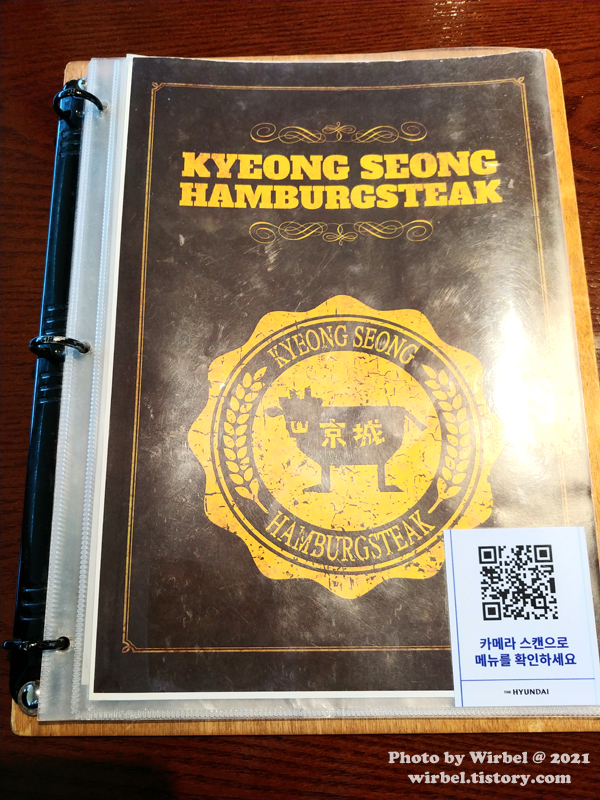 KYEONG SEONG
HAMBURGSTEAK
KYEONG SEONG
京城
HAMBURGSTEAK
카메라 스캔으로
메뉴를 확인하세요
THE HYUNDAI
Photo by Wirbel @ 2021
wirbel.tistory.com